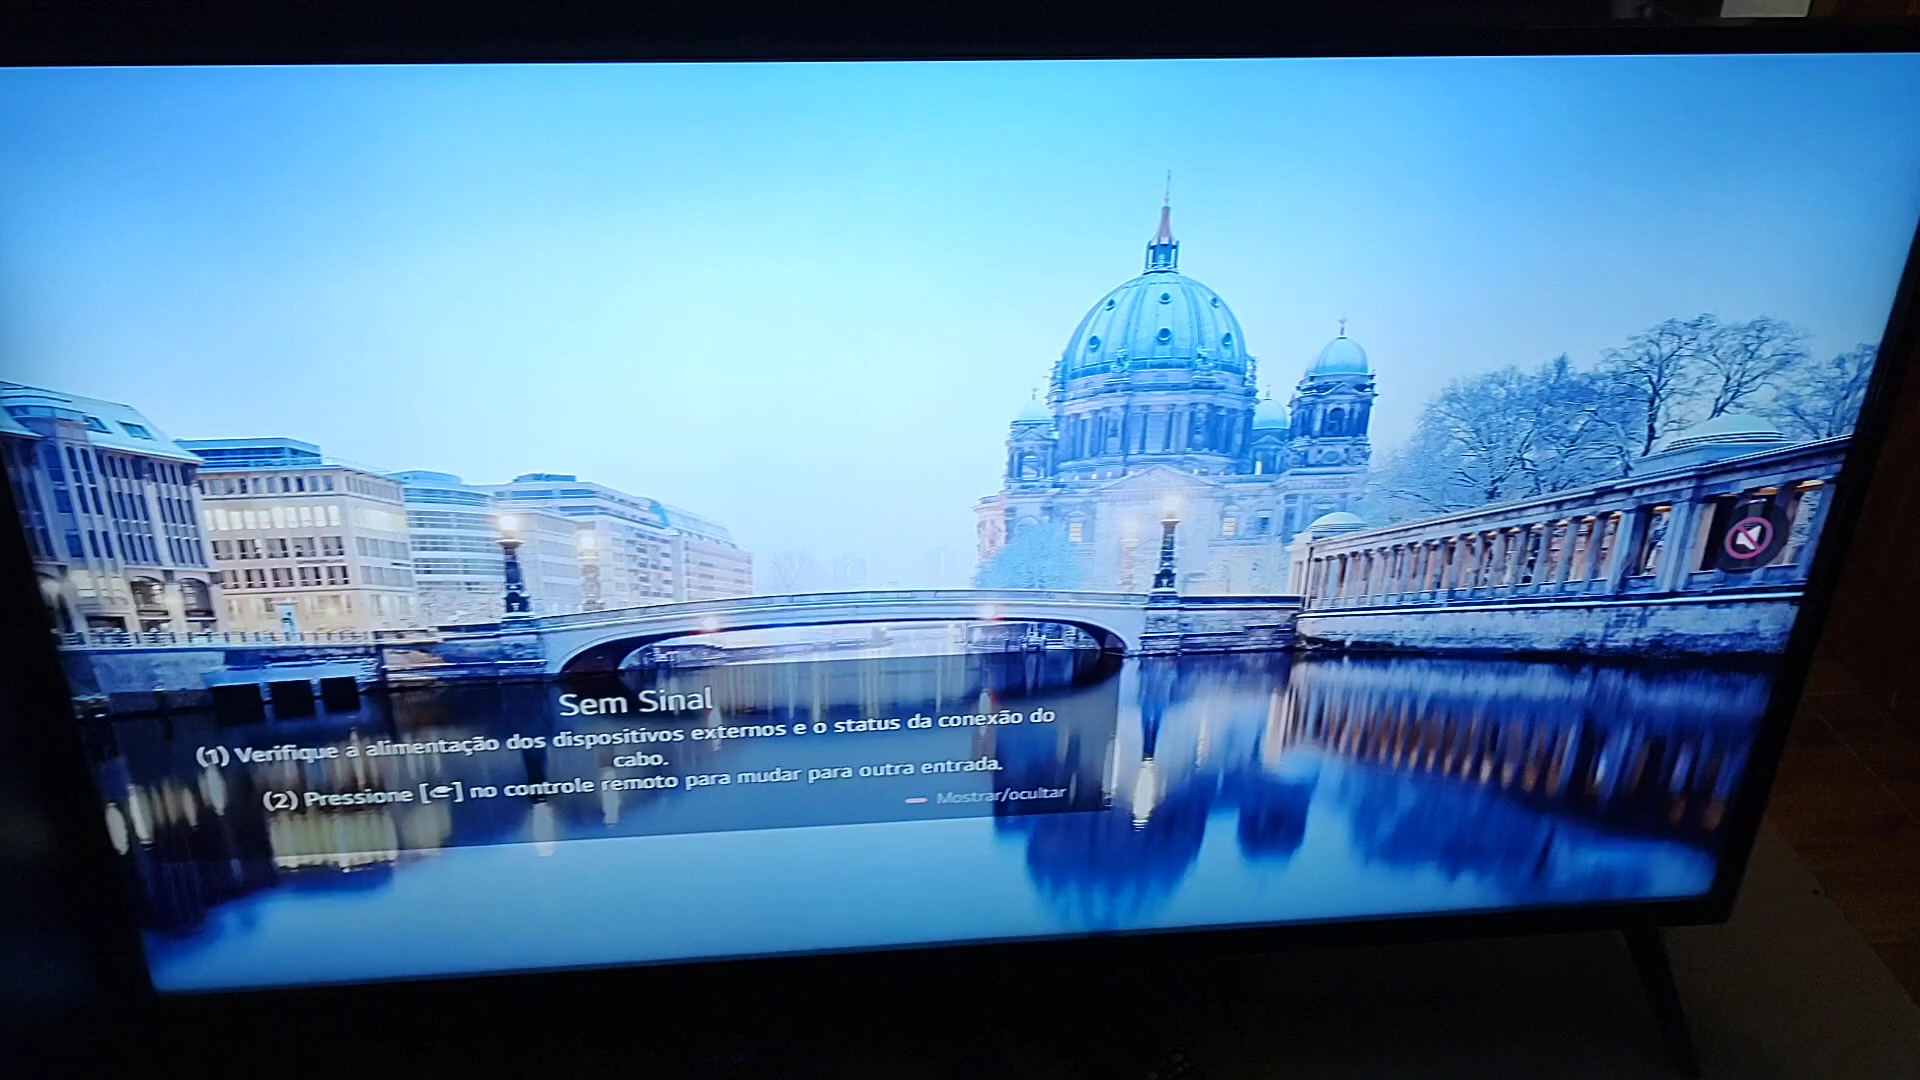 Sem Sinal
(1) Verifique a alimentação dos dispositivos externos e o status da conexão do
cabo.
(2) Pressione [ ] no controle remoto para mudar para outra entrada.
Mostrar/ocultar